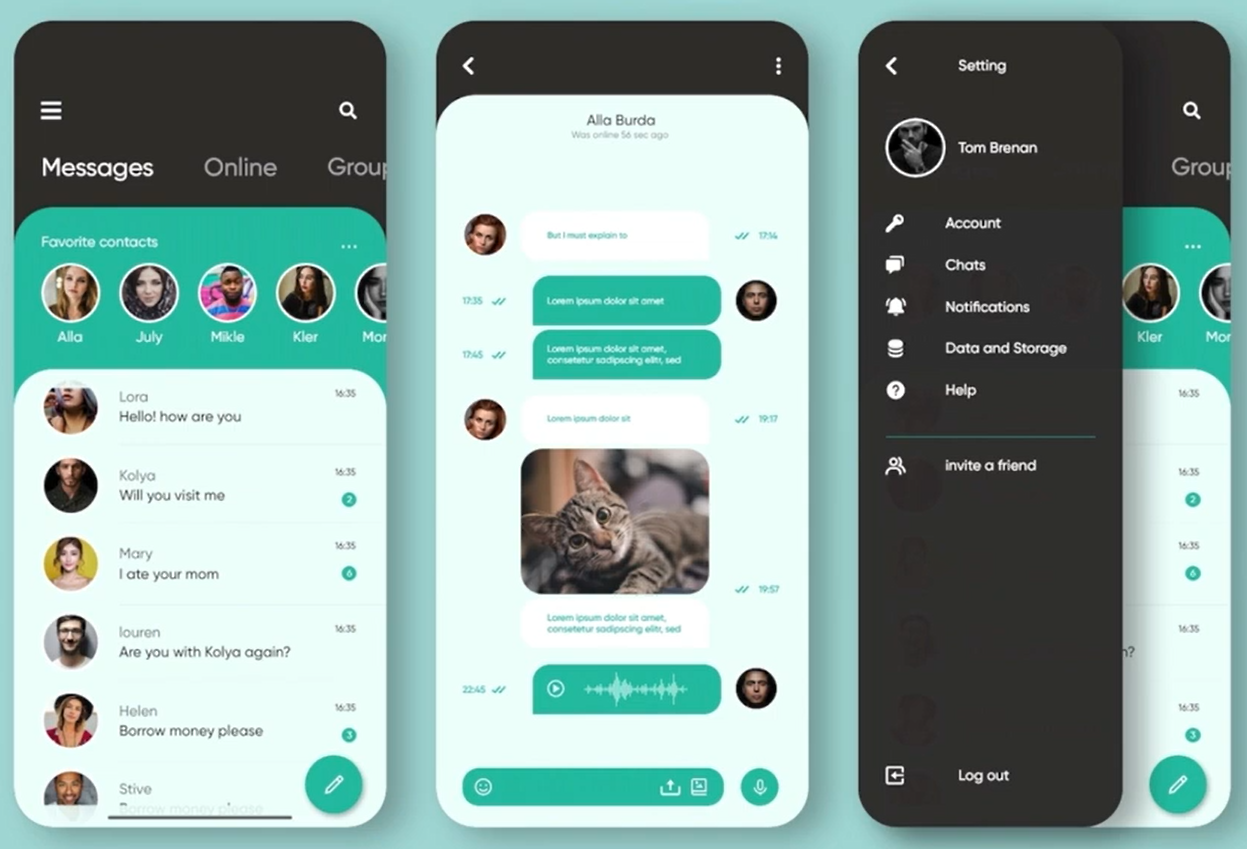 Messages Online Group
Favorite contacts
Alla July Mikle Kler Mor
Lora 16:35
Hello! how are you
Kolya 16:35
Will you visit me 2
Mary 16:35
I ate your mom 6
louren 16:35
Are you with Kolya again?
Helen 16:35
Borrow money please 3
Stive
Borrow money please
Alla Burda
Was online 56 sec ago
But I must explain to 17:14
17:35 Lorem ipsum dolor sit amet
Lorem ipsum dolor sit amet,
17:45 consetetur sadipscing elitr, sed
Lorem ipsum dolor sit 19:17
19:57
Lorem ipsum dolor sit amet,
consetetur sadipscing elitr, sed
22:45
Setting
Tom Brenan
Account
Chats
Notifications
Data and Storage
Help
invite a friend
Log out
Group
Kler Mor
16:35
16:35
2
16:35
6
16:35
n?
16:35
3